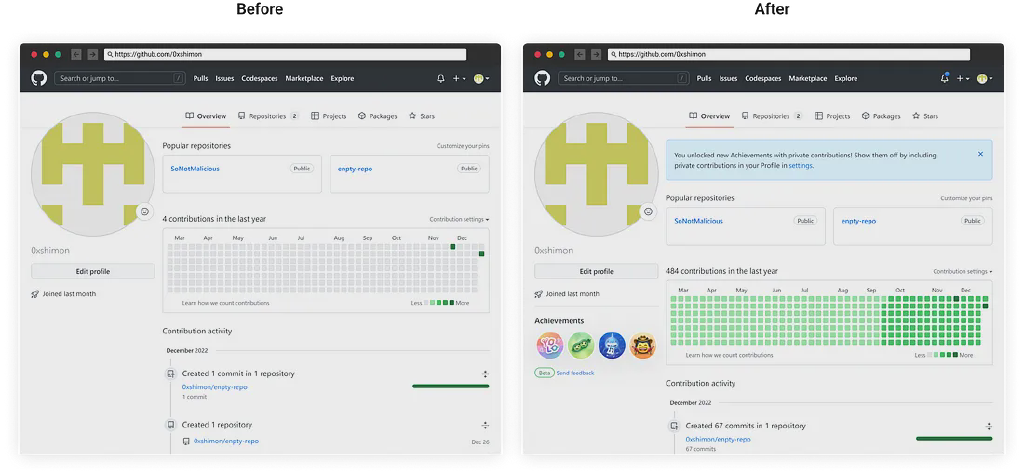 Before
https://github.com/0xshimon
Search or jump to...
/
Pulls Issues Codespaces Marketplace Explore
Overview Repositories 2 Projects Packages Stars
Popular repositories Customize your pins
SoNotMalicious Public
empty-repo Public
4 contributions in the last year Contribution settings
Mar Apr May Jun Jul Aug Sep Oct Nov Dec
Learn how we count contributions Less More
0xshimon
Edit profile
Joined last month
Contribution activity
December 2022
Created 1 commit in 1 repository
0xshimon/empty-repo
1 commit
Created 1 repository
0xshimon/empty-repo Dec 26
After
https://github.com/0xshimon
Search or jump to...
/
Pulls Issues Codespaces Marketplace Explore
Overview Repositories 2 Projects Packages Stars
You unlocked new Achievements with private contributions! Show them off by including
private contributions in your Profile in settings.
Popular repositories Customize your pins
SeNotMalicious Public
empty-repo Public
484 contributions in the last year Contribution settings
Mar Apr May Jun Jul Aug Sep Oct Nov Dec
Learn how we count contributions Less More
0xshimon
Edit profile
Joined last month
Achievements
YOLO
Beta Send feedback
Contribution activity
December 2022
Created 67 commits in 1 repository
0xshimon/empty-repo
67 commits